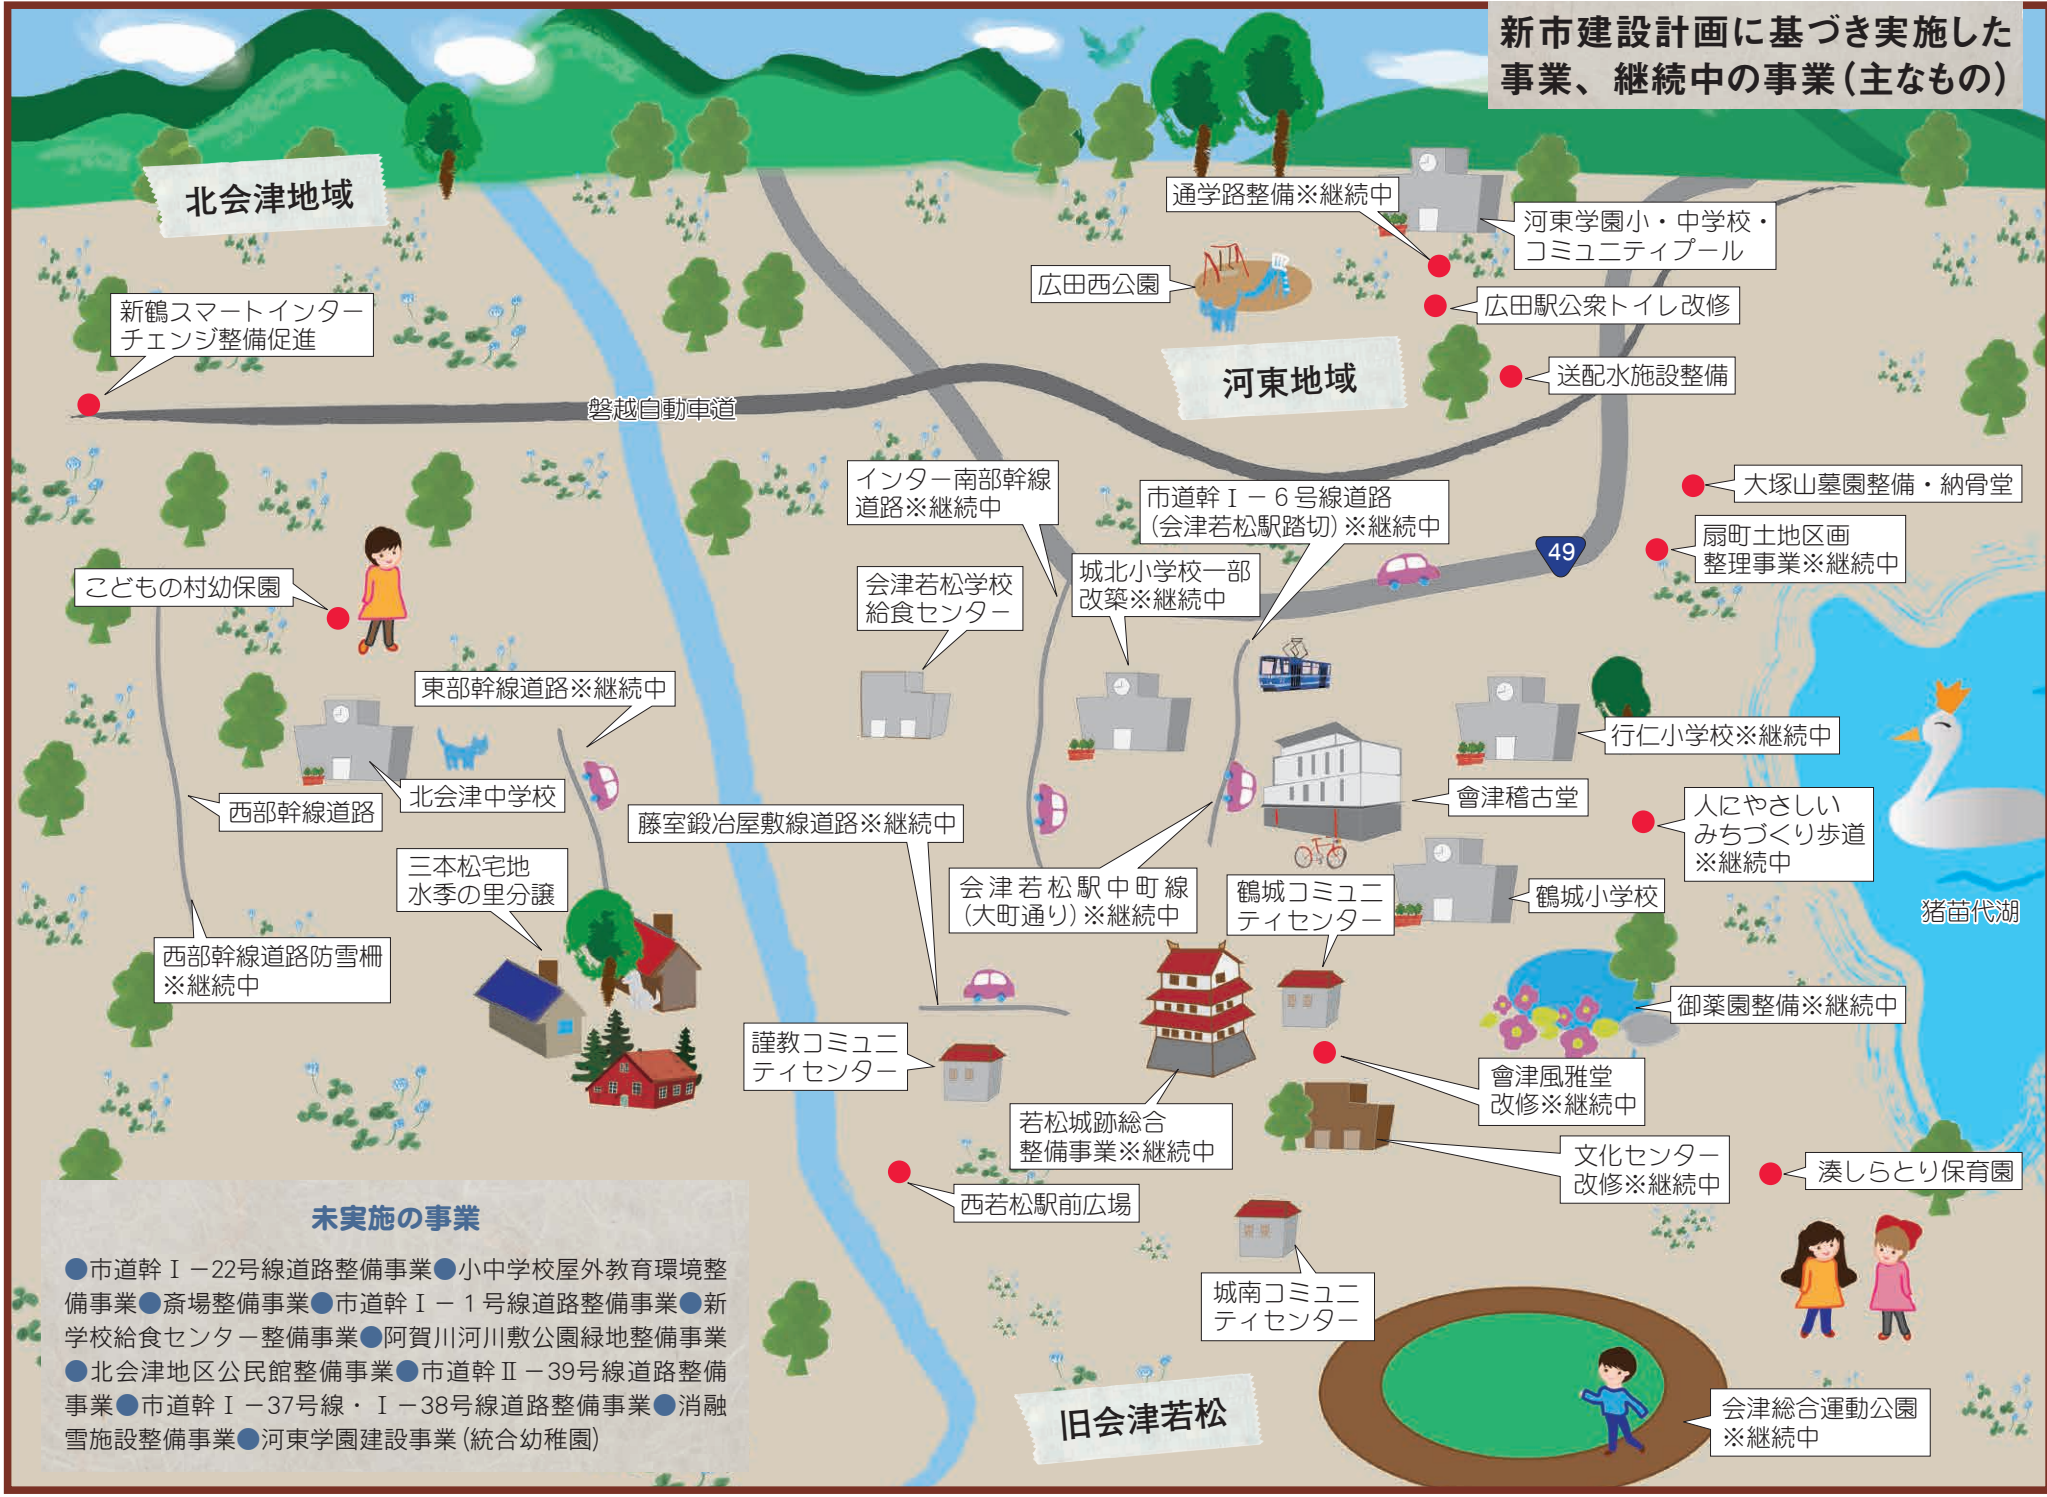 新市建設計画に基づき実施した
事業、継続中の事業(主なもの)
北会津地域
通学路整備※継続中
河東学園小・中学校・
コミュニティプール
広田西公園
広田駅公衆トイレ改修
新鶴スマートインター
チェンジ整備促進
河東地域
送配水施設整備
磐越自動車道
インター南部幹線
道路※継続中
市道幹Ⅰ－6号線道路
(会津若松駅踏切)※継続中
大塚山墓園整備・納骨堂
扇町土地区画
整理事業※継続中
49
こどもの村幼保園
会津若松学校
給食センター
城北小学校一部
改築※継続中
東部幹線道路※継続中
行仁小学校※継続中
北会津中学校
西部幹線道路
會津稽古堂
藤室鍛冶屋敷線道路※継続中
人にやさしい
みちづくり歩道
※継続中
三本松宅地
水季の里分譲
会津若松駅中町線
(大町通り)※継続中
鶴城コミュニ
ティセンター
鶴城小学校
猪苗代湖
西部幹線道路防雪柵
※継続中
御薬園整備※継続中
謹教コミュニ
ティセンター
會津風雅堂
改修※継続中
若松城跡総合
整備事業※継続中
文化センター
改修※継続中
湊しらとり保育園
西若松駅前広場
城南コミュニ
ティセンター
旧会津若松
会津総合運動公園
※継続中
未実施の事業
●市道幹Ⅰ－22号線道路整備事業●小中学校屋外教育環境整
備事業●斎場整備事業●市道幹Ⅰ－1号線道路整備事業●新
学校給食センター整備事業●阿賀川河川敷公園緑地整備事業
●北会津地区公民館整備事業●市道幹Ⅱ－39号線道路整備
事業●市道幹Ⅰ－37号線・Ⅰ－38号線道路整備事業●消融
雪施設整備事業●河東学園建設事業(統合幼稚園)